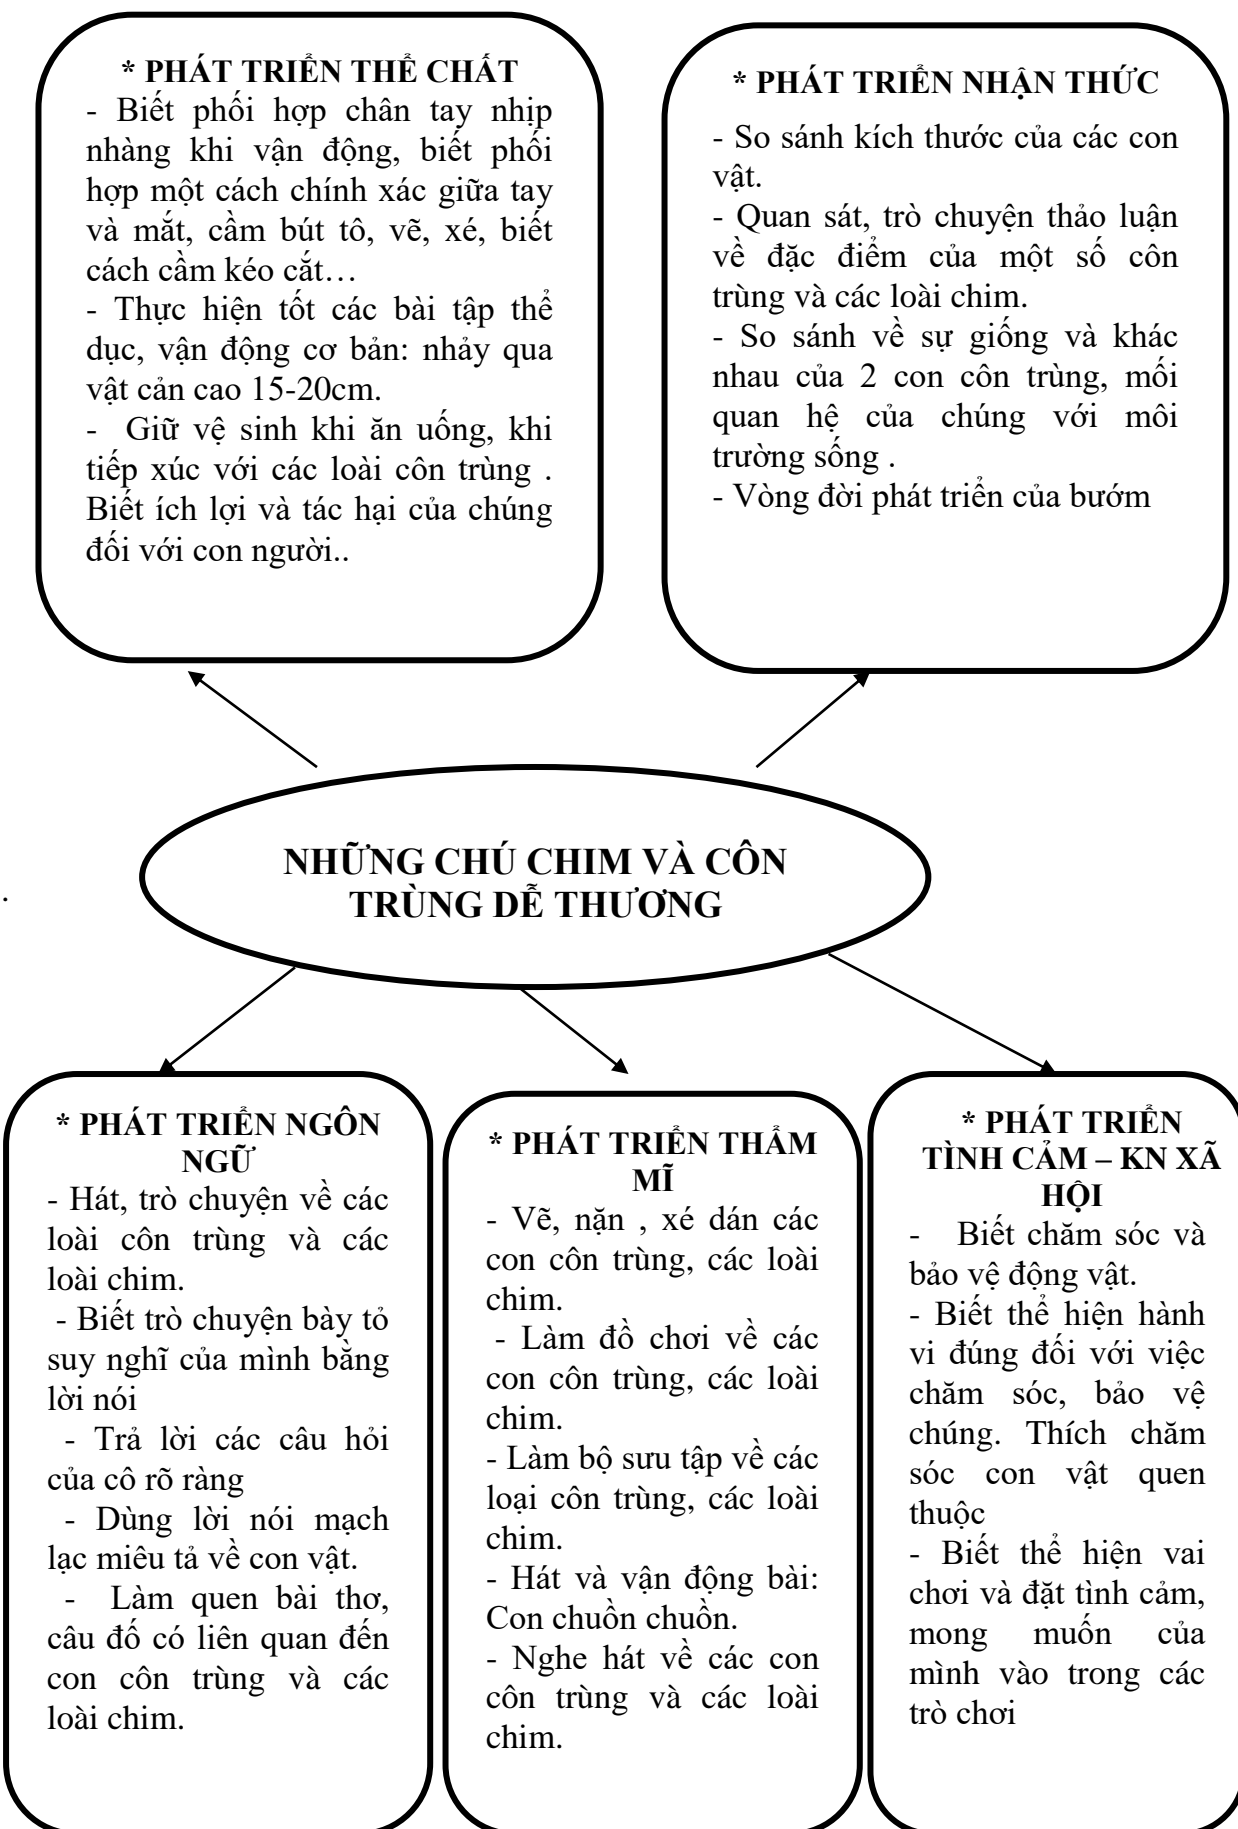 * PHÁT TRIỂN THỂ CHẤT
- Biết phối hợp chân tay nhịp
nhàng khi vận động, biết phối
hợp một cách chính xác giữa tay
và mắt, cầm bút tô, vẽ, xé, biết
cách cầm kéo cắt…
- Thực hiện tốt các bài tập thể
dục, vận động cơ bản: nhảy qua
vật cản cao 15-20cm.
- Giữ vệ sinh khi ăn uống, khi
tiếp xúc với các loài côn trùng .
Biết ích lợi và tác hại của chúng
đối với con người..
* PHÁT TRIỂN NHẬN THỨC
- So sánh kích thước của các con
vật.
- Quan sát, trò chuyện thảo luận
về đặc điểm của một số côn
trùng và các loài chim.
- So sánh về sự giống và khác
nhau của 2 con côn trùng, mối
quan hệ của chúng với môi
trường sống .
- Vòng đời phát triển của bướm
NHỮNG CHÚ CHIM VÀ CÔN
TRÙNG DỄ THƯƠNG
.
* PHÁT TRIỂN NGÔN
NGỮ
- Hát, trò chuyện về các
loài côn trùng và các
loài chim.
- Biết trò chuyện bày tỏ
suy nghĩ của mình bằng
lời nói
- Trả lời các câu hỏi
của cô rõ ràng
- Dùng lời nói mạch
lạc miêu tả về con vật.
- Làm quen bài thơ,
câu đố có liên quan đến
con côn trùng và các
loài chim.
* PHÁT TRIỂN THẨM
MĨ
- Vẽ, nặn , xé dán các
con côn trùng, các loài
chim.
- Làm đồ chơi về các
con côn trùng, các loài
chim.
- Làm bộ sưu tập về các
loại côn trùng, các loài
chim.
- Hát và vận động bài:
Con chuồn chuồn.
- Nghe hát về các con
côn trùng và các loài
chim.
* PHÁT TRIỂN
TÌNH CẢM – KN XÃ
HỘI
- Biết chăm sóc và
bảo vệ động vật.
- Biết thể hiện hành
vi đúng đối với việc
chăm sóc, bảo vệ
chúng. Thích chăm
sóc con vật quen
thuộc
- Biết thể hiện vai
chơi và đặt tình cảm,
mong muốn của
mình vào trong các
trò chơi